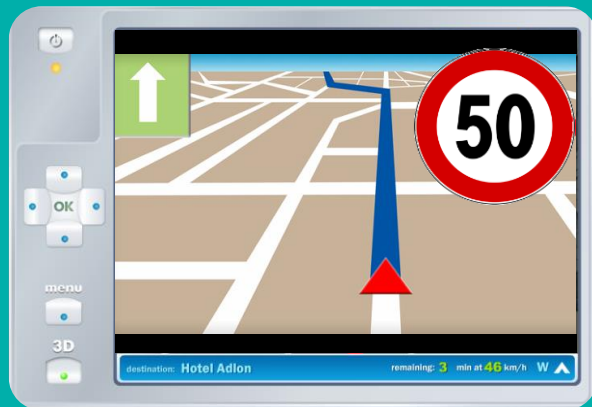 50
OK
menu
3D
destination: Hotel Adlon remaining: 3 min at 46 km/h W